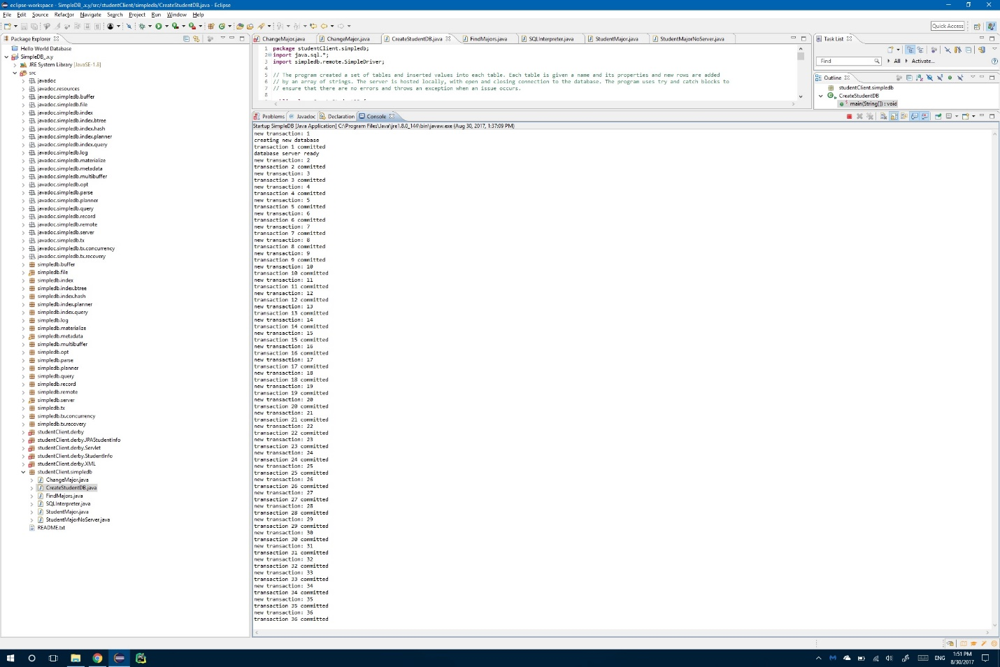 eclipse-workspace - SimpleDB_.x.y/src/studentClient/simpledb/CreateStudentDB.java - Eclipse
File Edit Source Refactor Navigate Search Project Run Window Help
Quick Access
Package Explorer
Hello World Database
SimpleDB_.x.y
JRE System Library [JavaSE-1.8]
src
javadoc
javadoc.resources
javadoc.simpledb.buffer
javadoc.simpledb.file
javadoc.simpledb.index
javadoc.simpledb.index.btree
javadoc.simpledb.index.hash
javadoc.simpledb.index.planner
javadoc.simpledb.index.query
javadoc.simpledb.log
javadoc.simpledb.materialize
javadoc.simpledb.metadata
javadoc.simpledb.multibuffer
javadoc.simpledb.opt
javadoc.simpledb.parse
javadoc.simpledb.planner
javadoc.simpledb.query
javadoc.simpledb.record
javadoc.simpledb.remote
javadoc.simpledb.server
javadoc.simpledb.tx
javadoc.simpledb.tx.concurrency
javadoc.simpledb.tx.recovery
simpledb.buffer
simpledb.file
simpledb.index
simpledb.index.btree
simpledb.index.hash
simpledb.index.planner
simpledb.index.query
simpledb.log
simpledb.materialize
simpledb.metadata
simpledb.multibuffer
simpledb.opt
simpledb.parse
simpledb.planner
simpledb.query
simpledb.record
simpledb.remote
simpledb.server
simpledb.tx
simpledb.tx.concurrency
simpledb.tx.recovery
studentClient.derby
studentClient.derby.JPAStudentInfo
studentClient.derby.Servlet
studentClient.derby.StudentInfo
studentClient.derby.XML
studentClient.simpledb
ChangeMajor.java
CreateStudentDB.java
FindMajors.java
SQLInterpreter.java
StudentMajor.java
StudentMajorNoServer.java
README.txt
ChangeMajor.java ChangeMajor.java CreateStudentDB.java FindMajors.java SQLInterpreter.java StudentMajor.java StudentMajorNoServer.java
1 package studentClient.simpledb;
2 import java.sql.*;
3 import simpledb.remote.SimpleDriver;
4
5 // The program created a set of tables and inserted values into each table. Each table is given a name and its properties and new rows are added
6 // by an array of strings. The server is hosted locally, with open and closing connection to the database. The program uses try and catch blocks to
7 // ensure that there are no errors and throws an exception when an issue occurs.
8
Problems Javadoc Declaration Console
Startup SimpleDB [Java Application] C:\Program Files\Java\jre1.8.0_144\bin\javaw.exe (Aug 30, 2017, 1:37:09 PM)
new transaction: 1
creating new database
transaction 1 committed
database server ready
new transaction: 2
transaction 2 committed
new transaction: 3
transaction 3 committed
new transaction: 4
transaction 4 committed
new transaction: 5
transaction 5 committed
new transaction: 6
transaction 6 committed
new transaction: 7
transaction 7 committed
new transaction: 8
transaction 8 committed
new transaction: 9
transaction 9 committed
new transaction: 10
transaction 10 committed
new transaction: 11
transaction 11 committed
new transaction: 12
transaction 12 committed
new transaction: 13
transaction 13 committed
new transaction: 14
transaction 14 committed
new transaction: 15
transaction 15 committed
new transaction: 16
transaction 16 committed
new transaction: 17
transaction 17 committed
new transaction: 18
transaction 18 committed
new transaction: 19
transaction 19 committed
new transaction: 20
transaction 20 committed
new transaction: 21
transaction 21 committed
new transaction: 22
transaction 22 committed
new transaction: 23
transaction 23 committed
new transaction: 24
transaction 24 committed
new transaction: 25
transaction 25 committed
new transaction: 26
transaction 26 committed
new transaction: 27
transaction 27 committed
new transaction: 28
transaction 28 committed
new transaction: 29
transaction 29 committed
new transaction: 30
transaction 30 committed
new transaction: 31
transaction 31 committed
new transaction: 32
transaction 32 committed
new transaction: 33
transaction 33 committed
new transaction: 34
transaction 34 committed
new transaction: 35
transaction 35 committed
new transaction: 36
transaction 36 committed
Task List
Find All Activate...
Outline
studentClient.simpledb
CreateStudentDB
main(String[]) : void
ENG
1:51 PM
8/30/2017